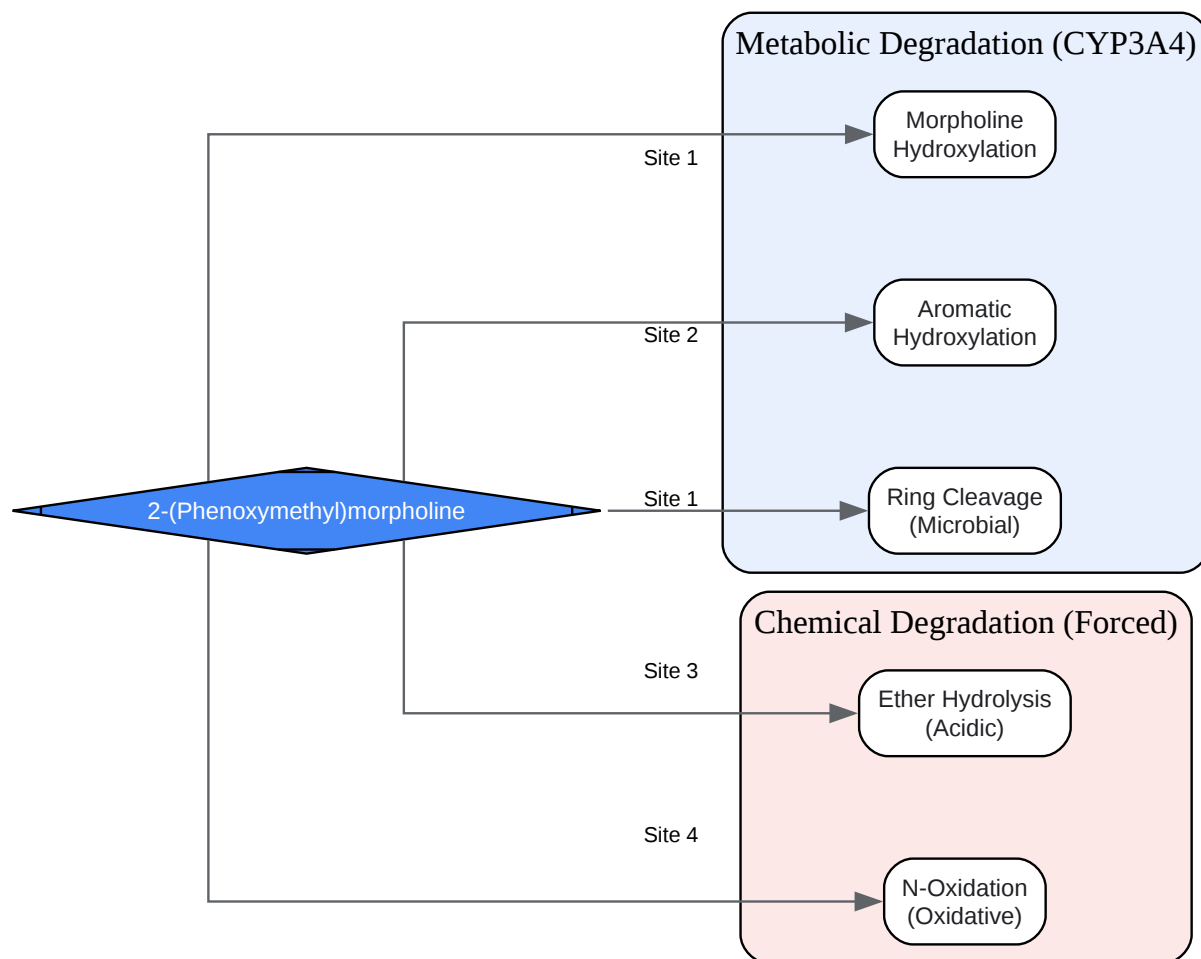 Metabolic Degradation (CYP3A4)
Morpholine
Hydroxylation
Site 1
Aromatic
Hydroxylation
Site 2
2-(Phenoxymethyl)morpholine
Site 1
Ring Cleavage
(Microbial)
Chemical Degradation (Forced)
Site 3
Ether Hydrolysis
(Acidic)
Site 4
N-Oxidation
(Oxidative)